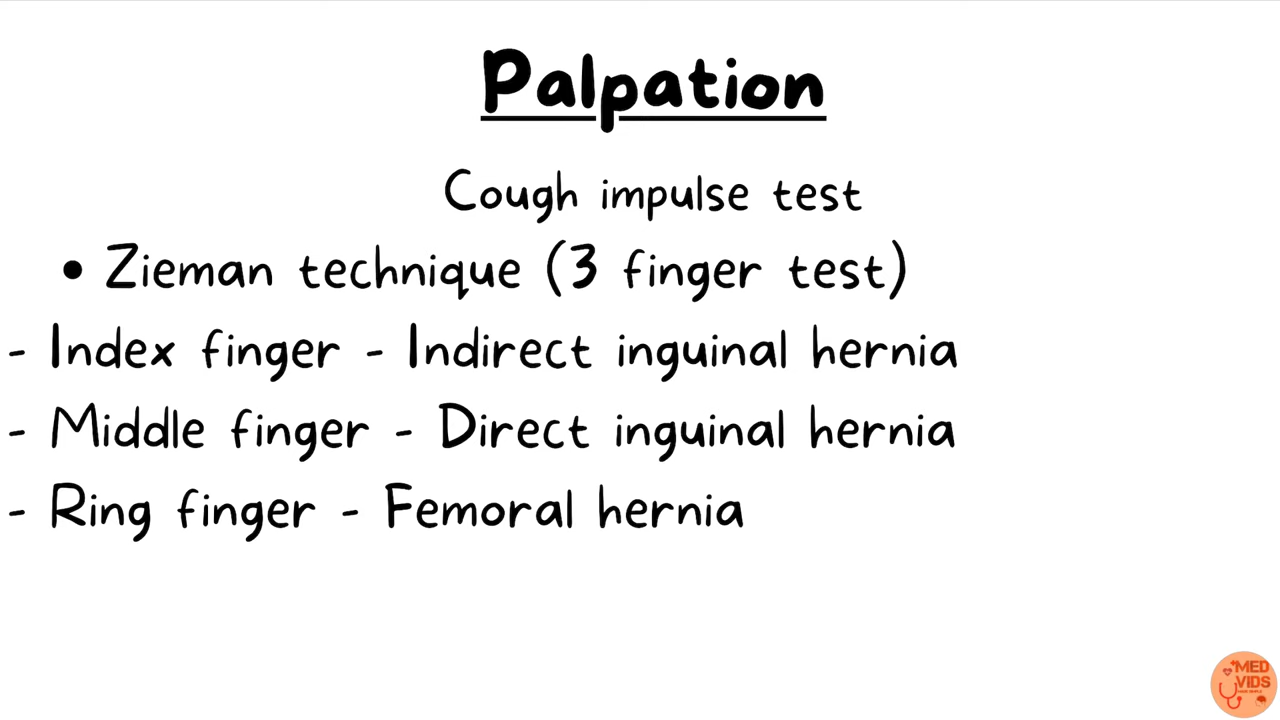 Palpation
Cough impulse test
• Zieman technique (3 finger test)
- Index finger - Indirect inguinal hernia
- Middle finger - Direct inguinal hernia
- Ring finger - Femoral hernia
MED
VIDS